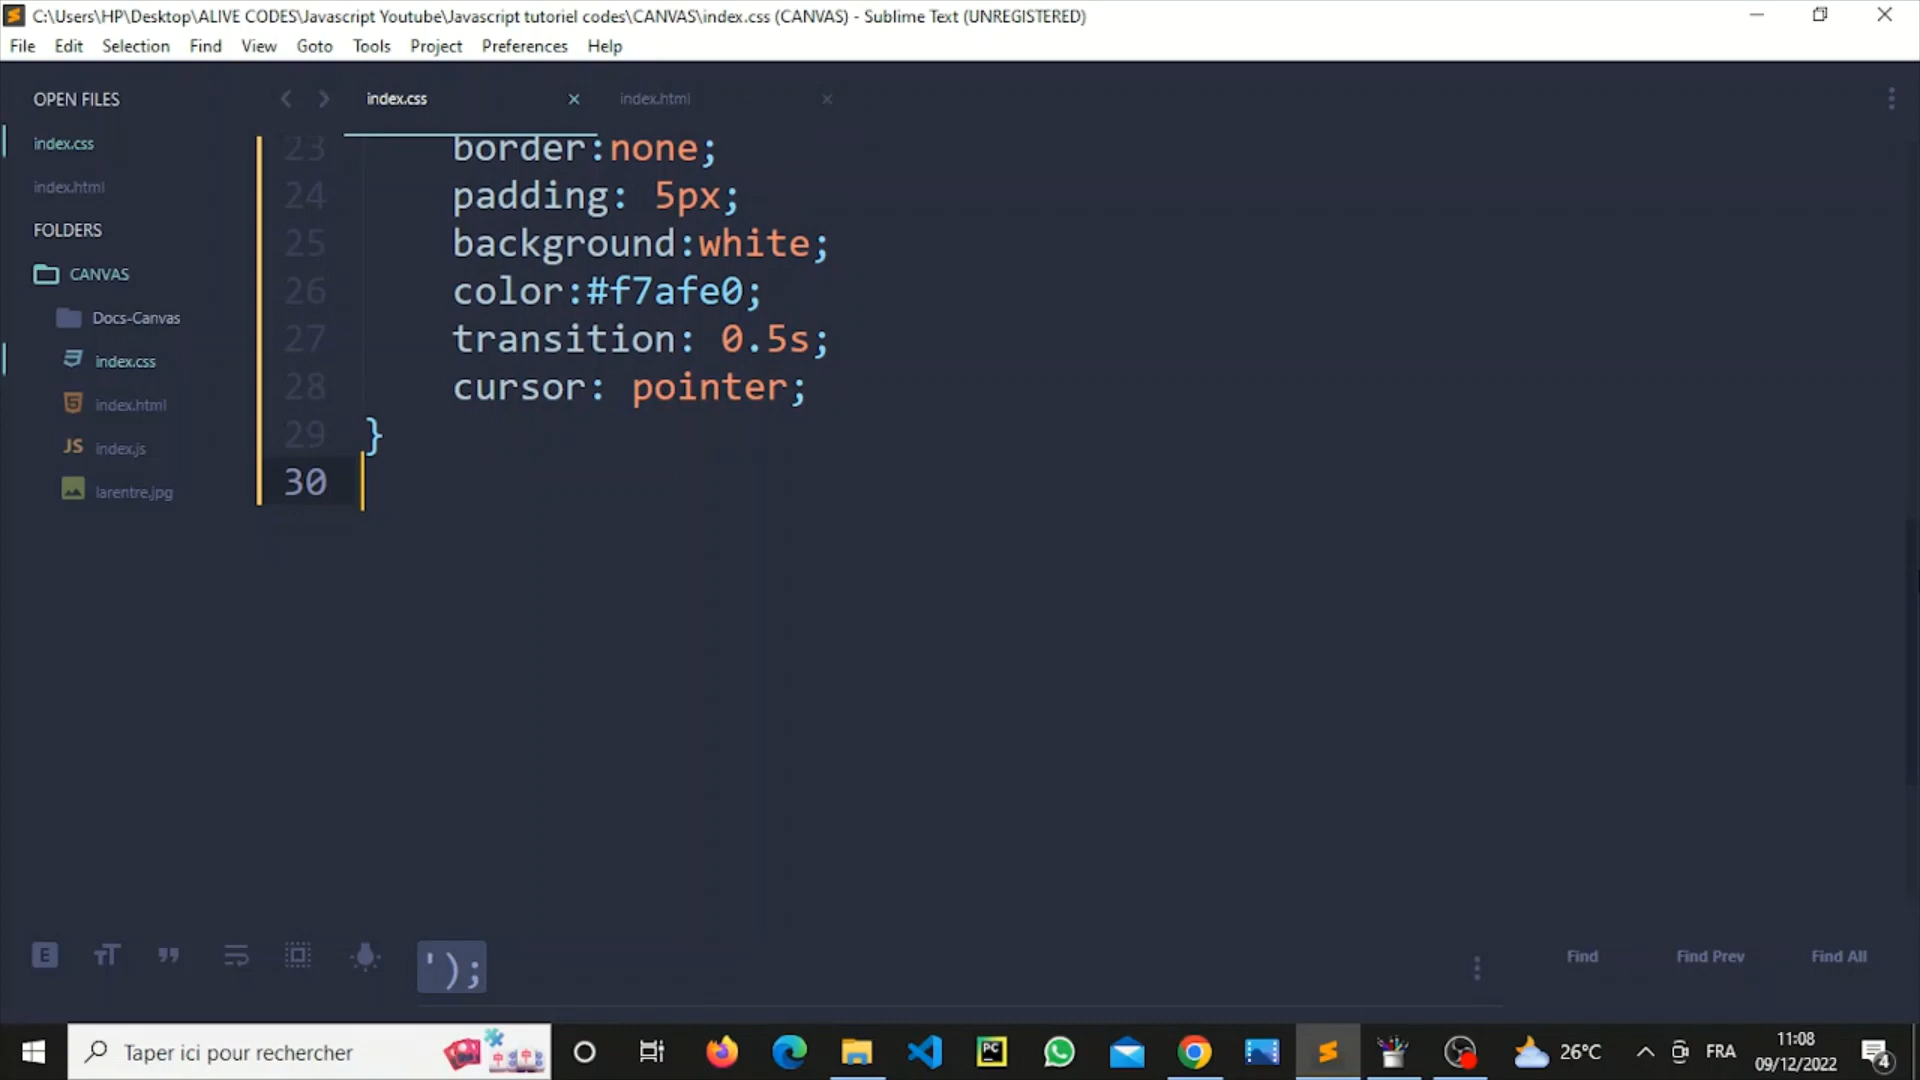 C:\Users\HP\Desktop\ALIVE CODES\Javascript Youtube\Javascript tutoriel codes\CANVAS\index.css (CANVAS) - Sublime Text (UNREGISTERED)
File Edit Selection Find View Goto Tools Project Preferences Help
OPEN FILES
index.css
index.html
FOLDERS
CANVAS
Docs-Canvas
index.css
index.html
JS index.js
larentre.jpg
index.css index.html
23 border:none;
24 padding: 5px;
25 background:white;
26 color:#f7afe0;
27 transition: 0.5s;
28 cursor: pointer;
29 }
30
');
Find Find Prev Find All
Taper ici pour rechercher
PC
26°C
FRA
11:08
09/12/2022
4